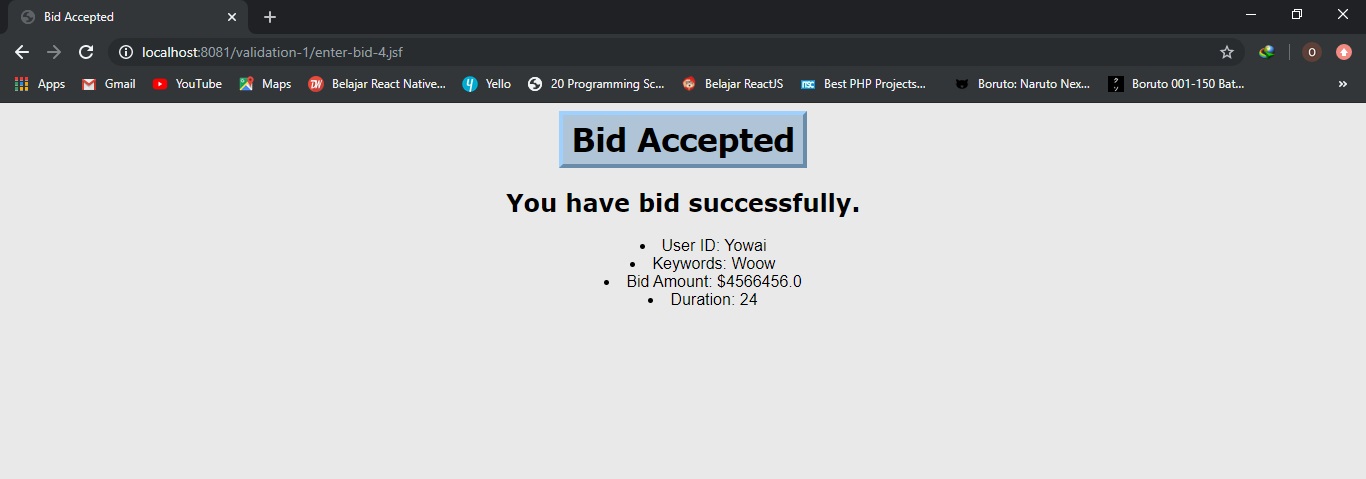 Bid Accepted
localhost:8081/validation-1/enter-bid-4.jsf
O
Apps Gmail YouTube Maps Belajar React Native... Yello 20 Programming Sc... Belajar ReactJS Best PHP Projects... Boruto: Naruto Nex... Boruto 001-150 Bat... »
Bid Accepted
You have bid successfully.
• User ID: Yowai
• Keywords: Woow
• Bid Amount: $4566456.0
• Duration: 24